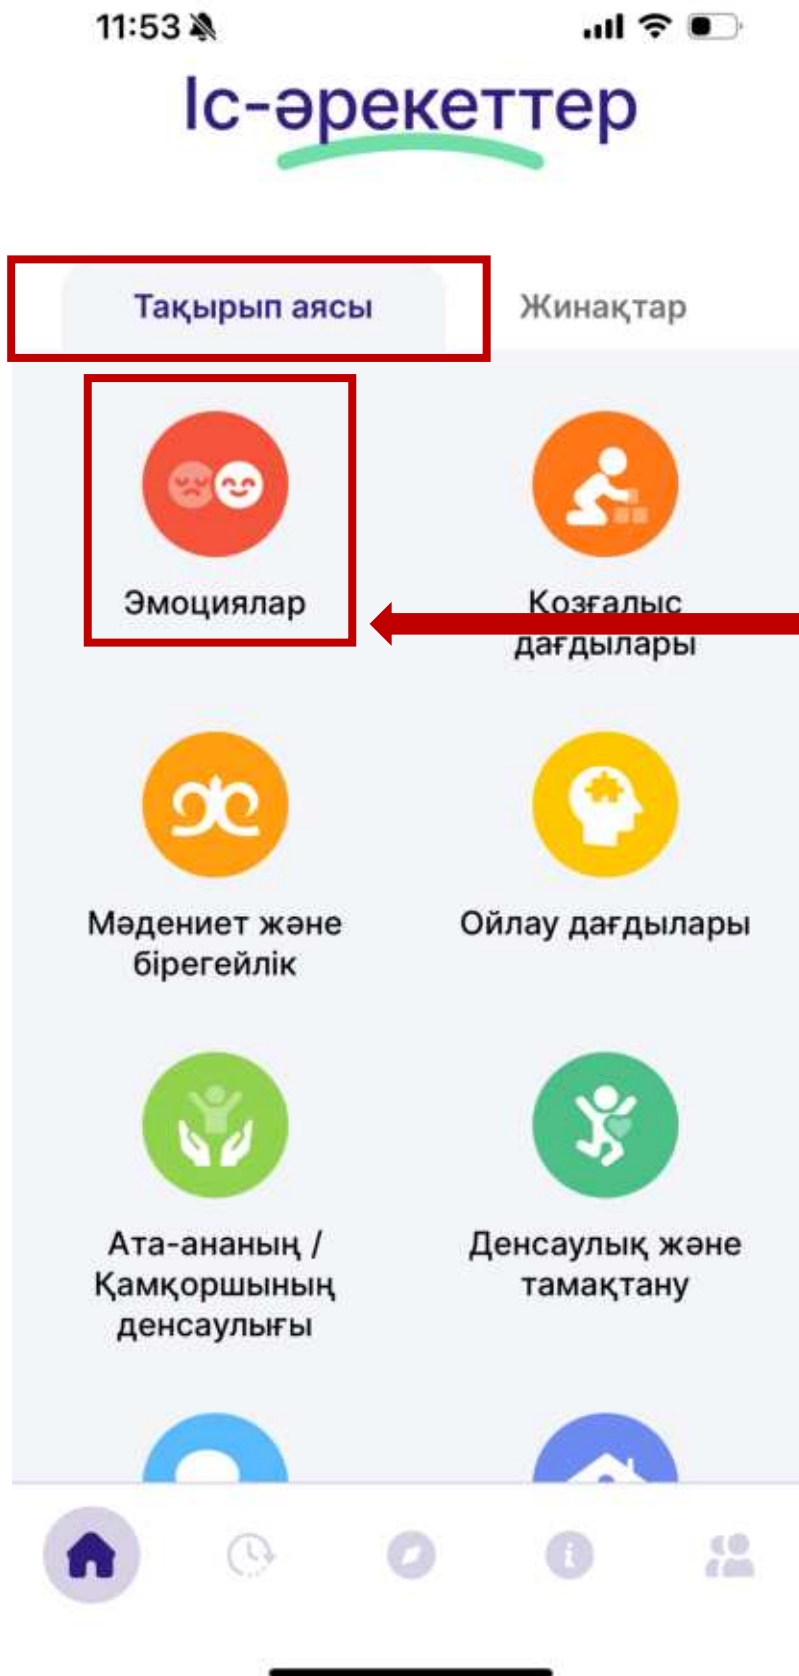 11:53
Іс-әрекеттер
Тақырып аясы
Жинақтар
Эмоциялар
Қозғалыс
дағдылары
Мәдениет және
бірегейлік
Ойлау дағдылары
Ата-ананың /
Қамқоршының
денсаулығы
Денсаулық және
тамақтану